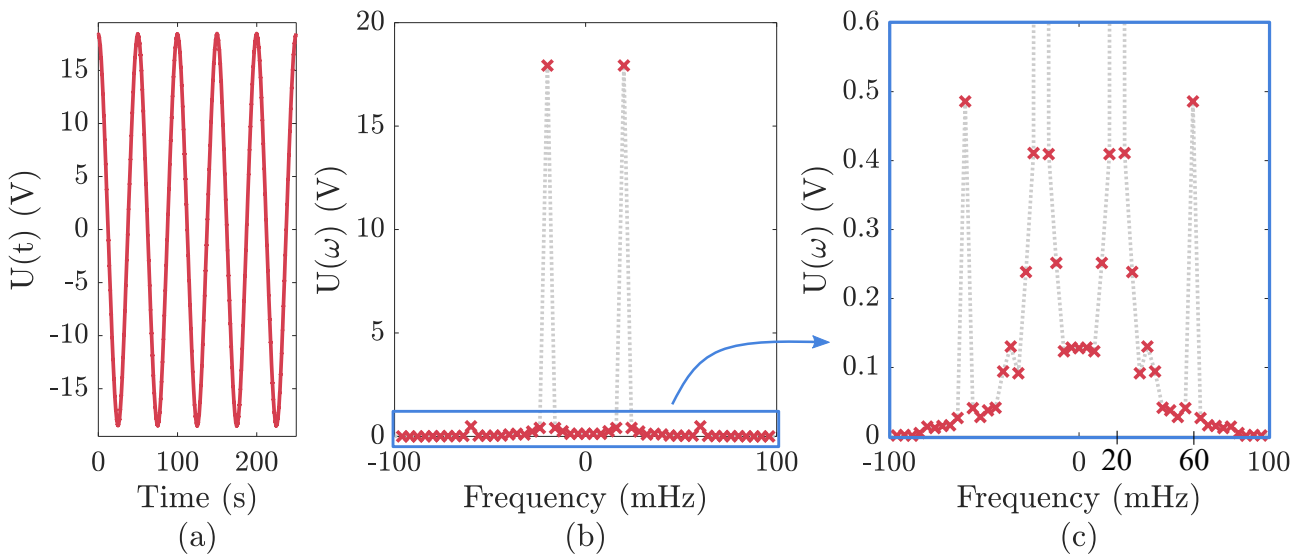 U(t) (V)
15
10
5
0
-5
-10
-15
0 100 200
Time (s)
(a)
U(ω) (V)
20
15
10
5
0
-100 0 100
Frequency (mHz)
(b)
U(ω) (V)
0.6
0.5
0.4
0.3
0.2
0.1
0
-100 0 20 60 100
Frequency (mHz)
(c)